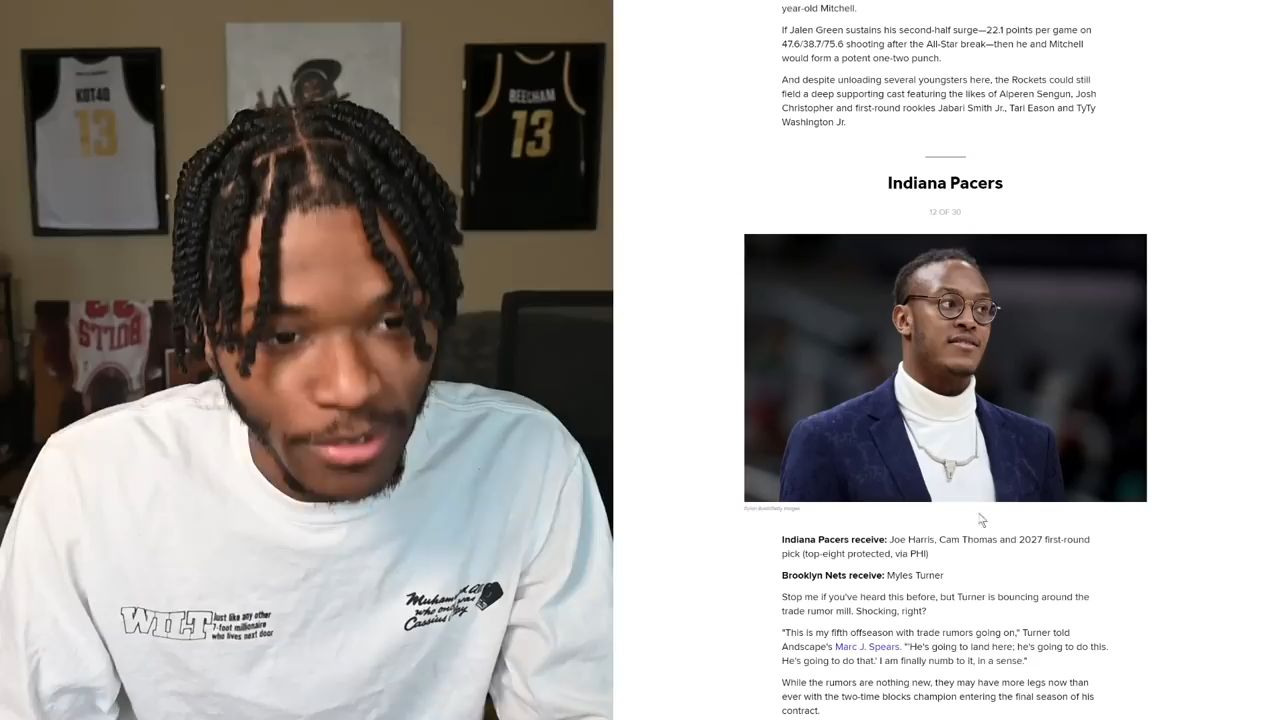 KOT4Q
13
BEECHAM
13
BULLS
WILT
Just like any other
7-foot millionaire
who lives next door
Cassius
year-old Mitchell.
If Jalen Green sustains his second-half surge—22.1 points per game on
47.6/38.7/75.6 shooting after the All-Star break—then he and Mitchell
would form a potent one-two punch.
And despite unloading several youngsters here, the Rockets could still
field a deep supporting cast featuring the likes of Alperen Sengun, Josh
Christopher and first-round rookies Jabari Smith Jr., Tari Eason and TyTy
Washington Jr.
Indiana Pacers
12 OF 30
Indiana Pacers receive: Joe Harris, Cam Thomas and 2027 first-round
pick (top-eight protected, via PHI)
Brooklyn Nets receive: Myles Turner
Stop me if you've heard this before, but Turner is bouncing around the
trade rumor mill. Shocking, right?
"This is my fifth offseason with trade rumors going on," Turner told
Andscape's Marc J. Spears. "'He's going to land here; he's going to do this.
He's going to do that.' I am finally numb to it, in a sense."
While the rumors are nothing new, they may have more legs now than
ever with the two-time blocks champion entering the final season of his
contract.